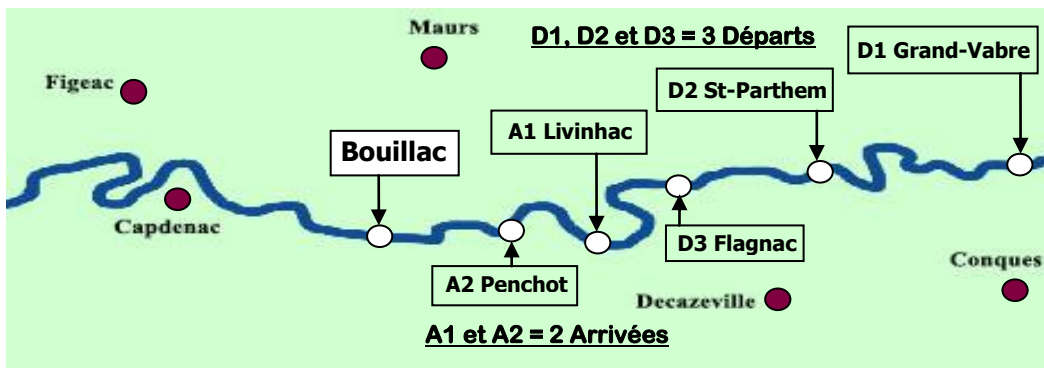 Maurs
D1, D2 et D3 = 3 Départs
D1 Grand-Vabre
Figeac
D2 St-Parthem
A1 Livinhac
Bouillac
Capdenac
D3 Flagnac
A2 Penchot
Conques
Decazeville
A1 et A2 = 2 Arrivées